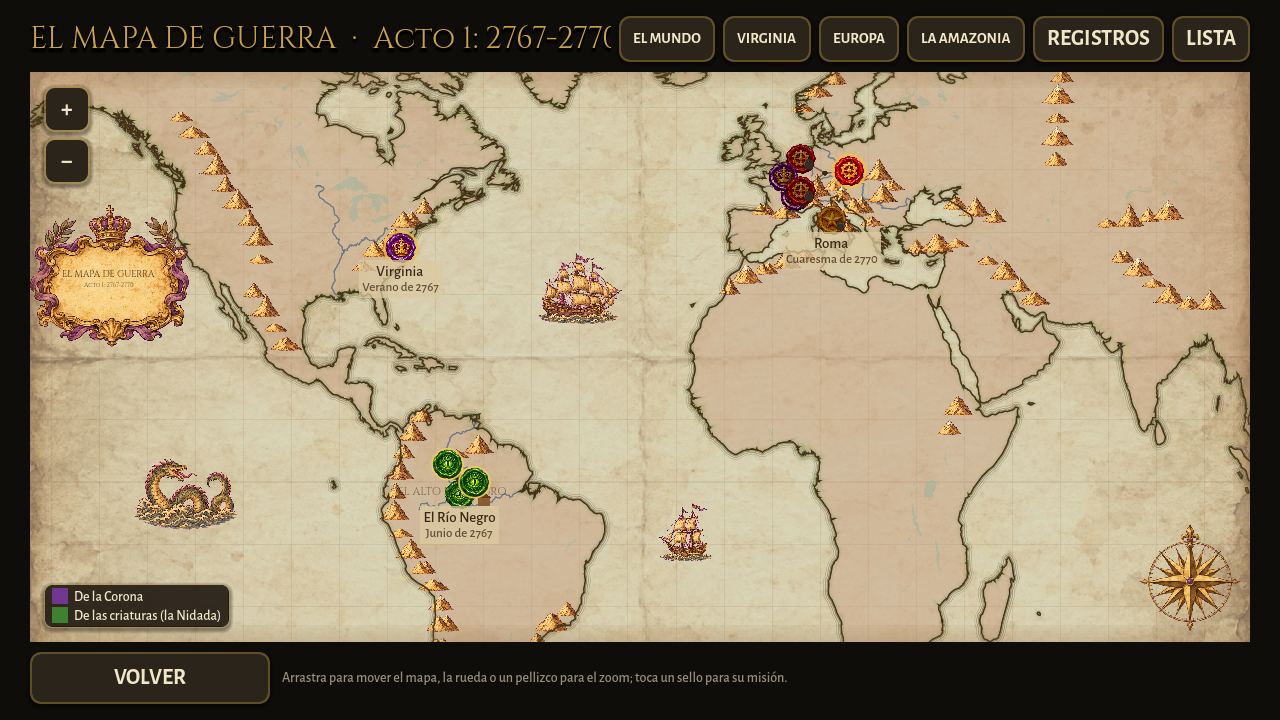 EL MAPA DE GUERRA · Acto 1: 2767-2770
EL MUNDO
VIRGINIA
EUROPA
LA AMAZONIA
REGISTROS
LISTA
+
−
EL MAPA DE GUERRA
Acto 1: 2767-2770
Virginia
Verano de 2767
Roma
Cuaresma de 2770
EL ALTO
El Río Negro
Junio de 2767
De la Corona
De las criaturas (la Nidada)
VOLVER
Arrastra para mover el mapa, la rueda o un pellizco para el zoom; toca un sello para su misión.